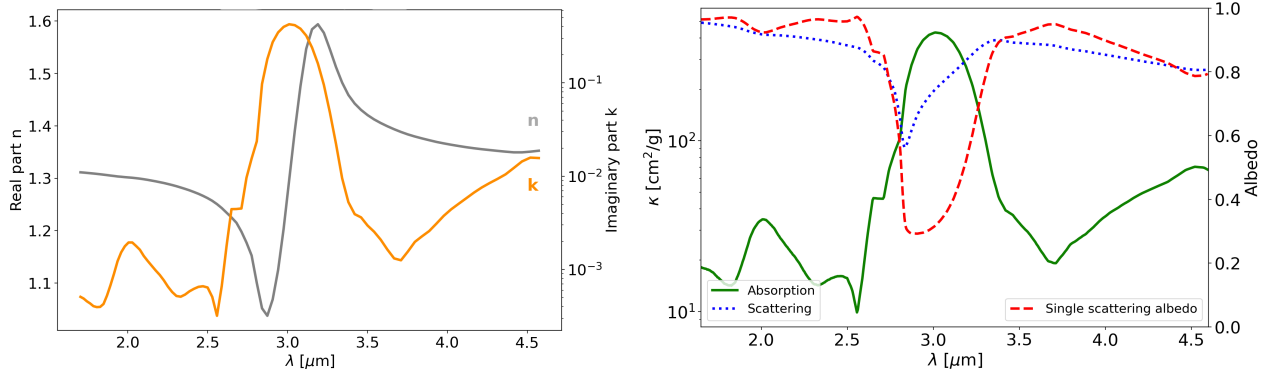 1.6
1.5
1.4
1.3
1.2
1.1
Real part n
2.0 2.5 3.0 3.5 4.0 4.5
λ [μm]
10⁻¹
10⁻²
10⁻³
Imaginary part k
n
k
10²
10¹
κ [cm²/g]
2.0 2.5 3.0 3.5 4.0 4.5
λ [μm]
1.0
0.8
0.6
0.4
0.2
0.0
Albedo
Absorption
Scattering
Single scattering albedo